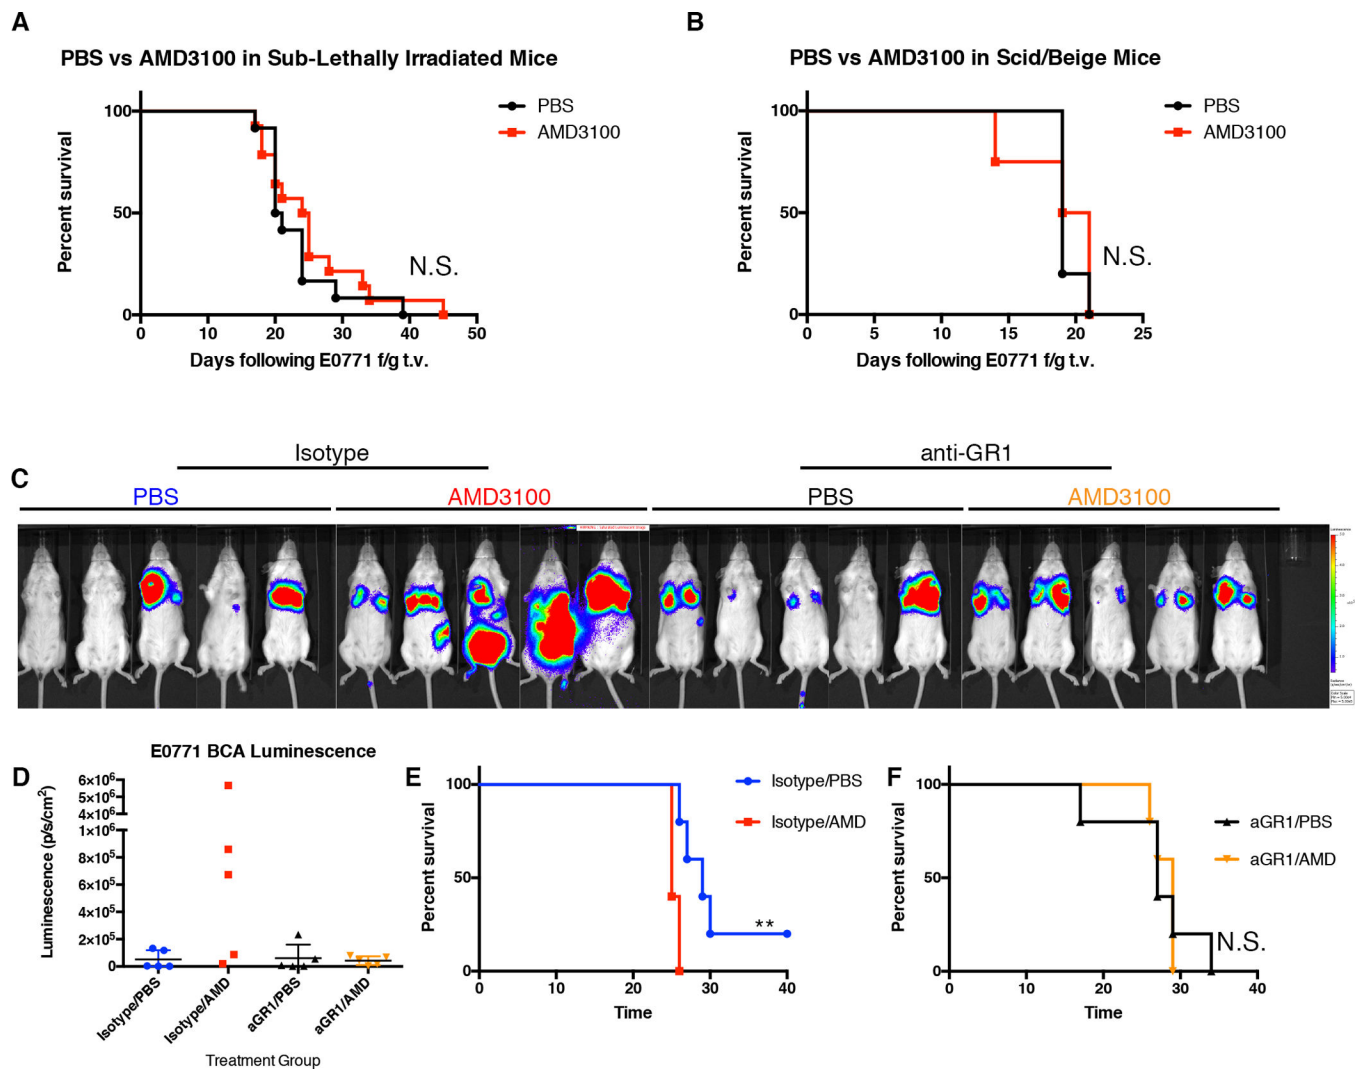 A
PBS vs AMD3100 in Sub-Lethally Irradiated Mice
Percent survival
100
50
0
0 10 20 30 40 50
Days following E0771 f/g t.v.
PBS
AMD3100
N.S.
B
PBS vs AMD3100 in Scid/Beige Mice
Percent survival
100
50
0
0 5 10 15 20 25
Days following E0771 f/g t.v.
PBS
AMD3100
N.S.
C
Isotype
anti-GR1
PBS
AMD3100
PBS
AMD3100
D
E0771 BCA Luminescence
Luminescence (p/s/cm²)
6×10⁶
5×10⁶
4×10⁶
1×10⁶
8×10⁵
6×10⁵
4×10⁵
2×10⁵
0
Isotype/PBS
Isotype/AMD
aGR1/PBS
aGR1/AMD
Treatment Group
E
Percent survival
100
50
0
0 10 20 30 40
Time
Isotype/PBS
Isotype/AMD
**
F
Percent survival
100
50
0
0 10 20 30 40
Time
aGR1/PBS
aGR1/AMD
N.S.